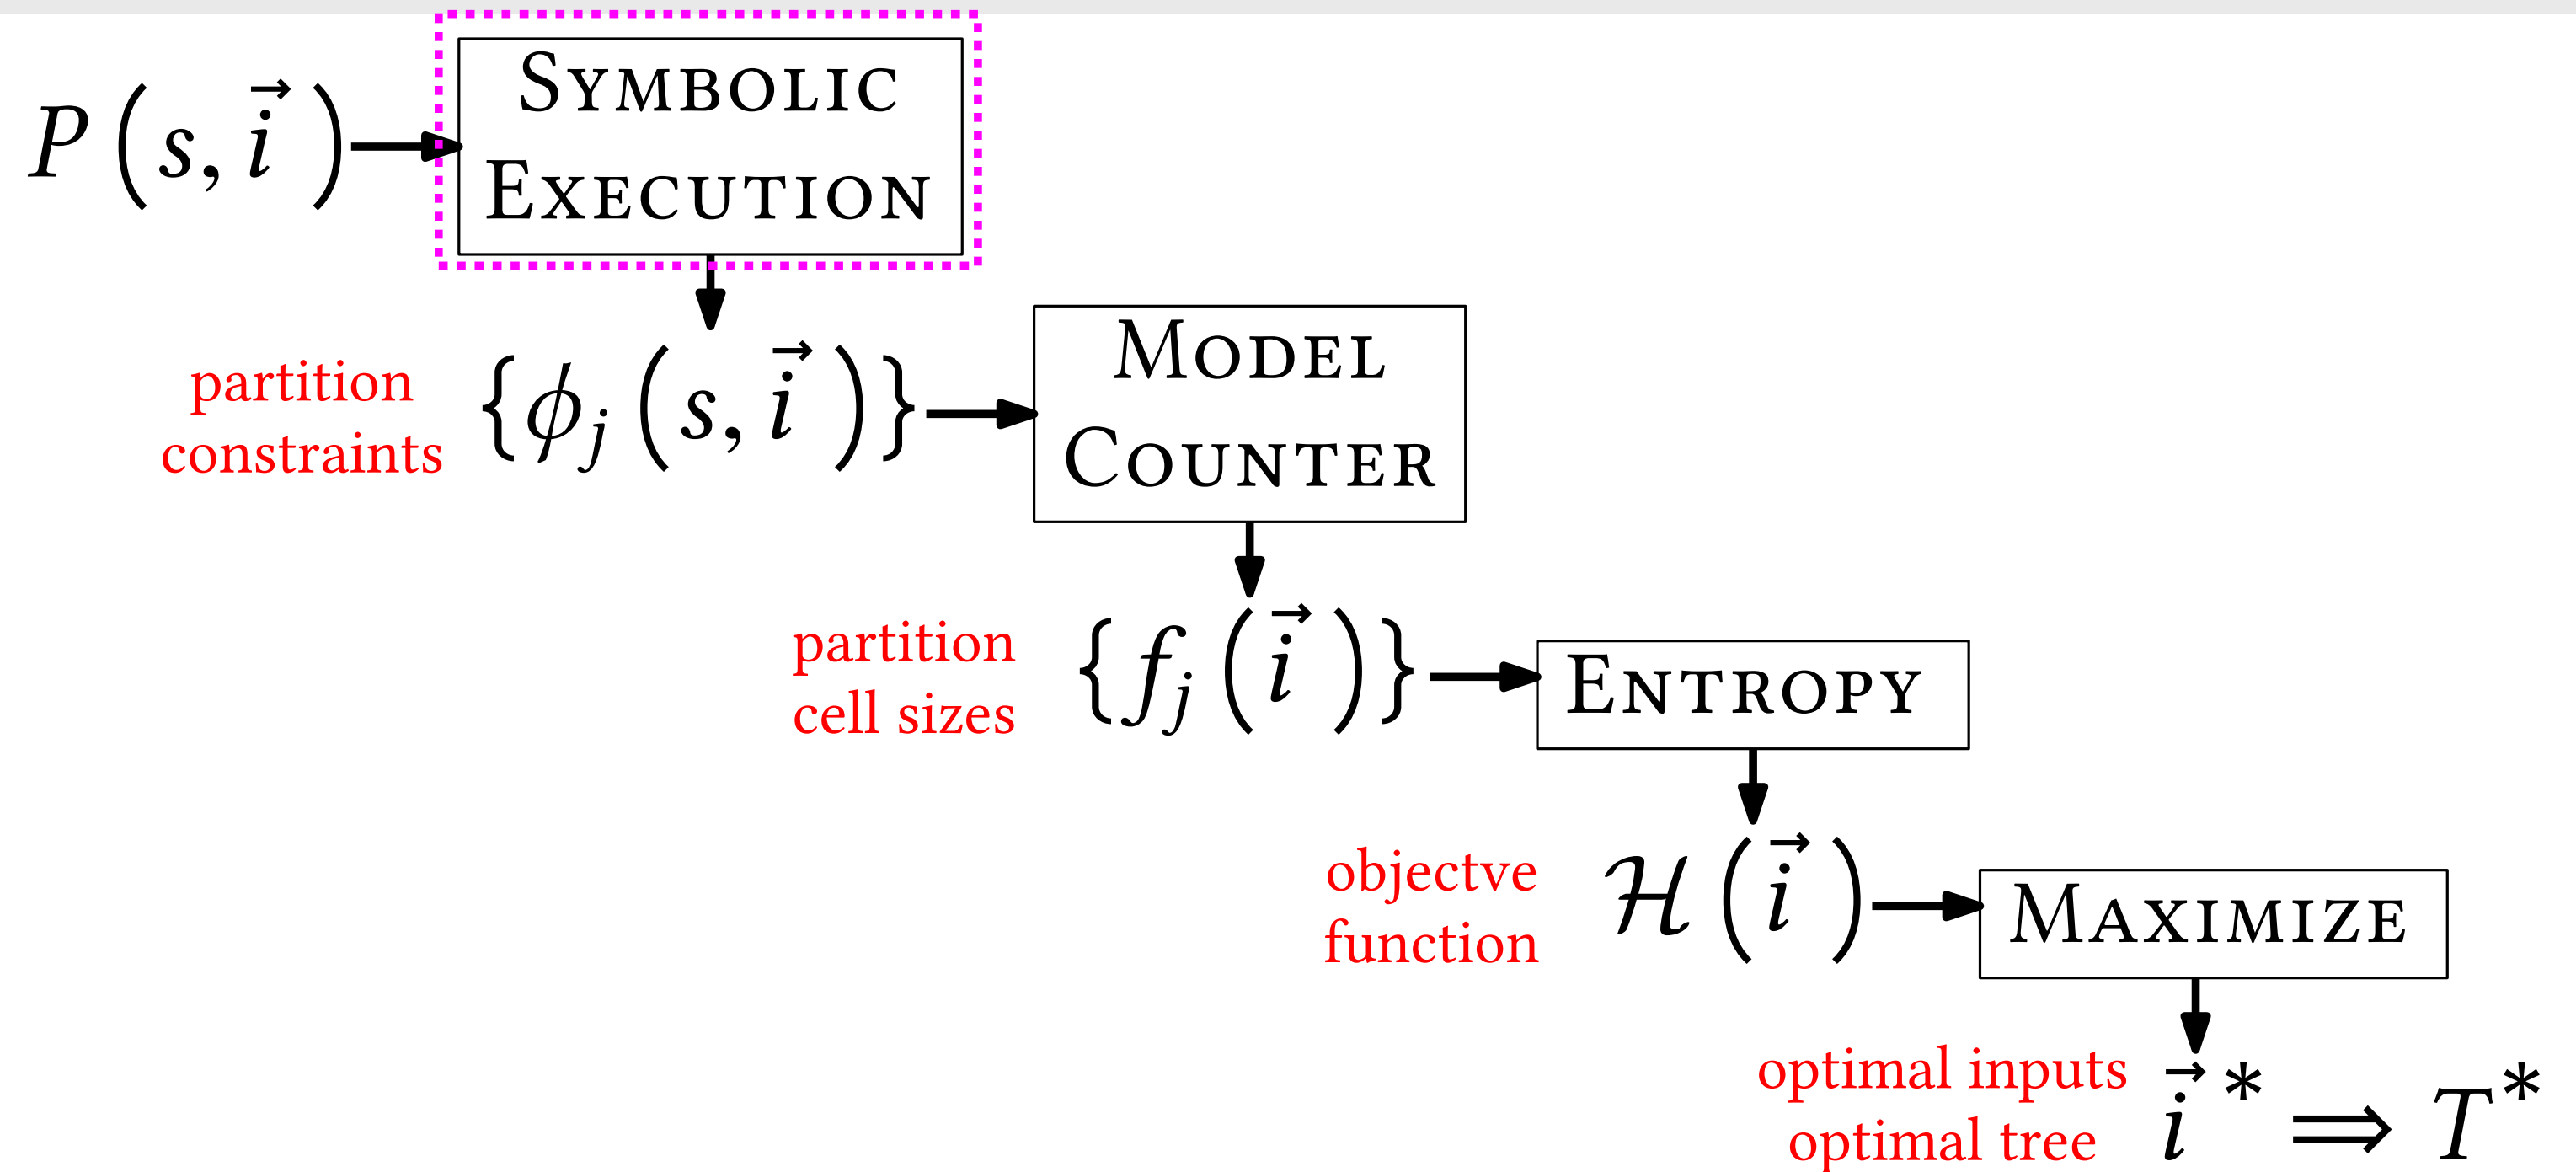 P(s, i⃗)
SYMBOLIC
EXECUTION
partition
constraints
{ϕⱼ(s, i⃗)}
MODEL
COUNTER
partition
cell sizes
{fⱼ(i⃗)}
ENTROPY
objectve
function
ℋ(i⃗)
MAXIMIZE
optimal inputs
optimal tree
i⃗* ⟹ T*